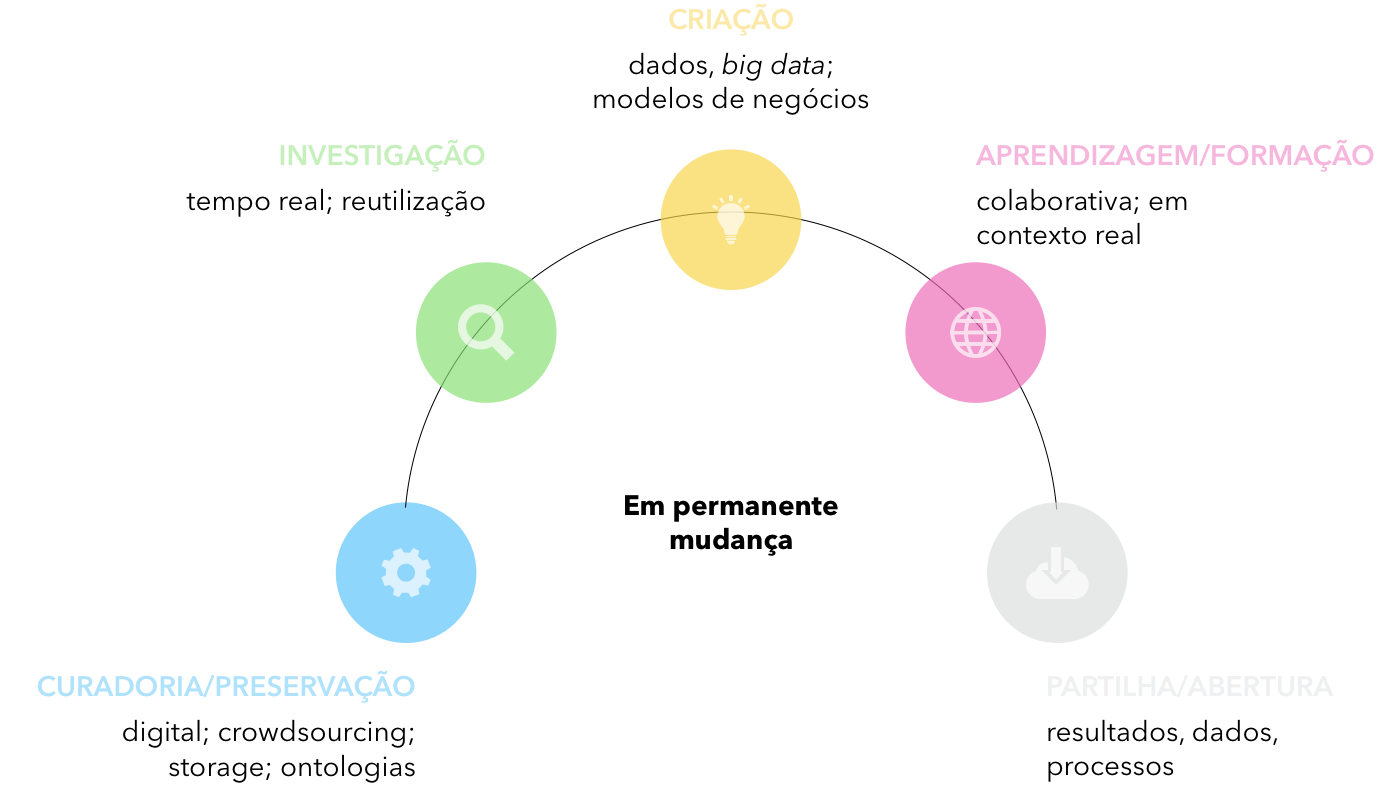 CRIAÇÃO
dados, big data;
modelos de negócios
INVESTIGAÇÃO
tempo real; reutilização
APRENDIZAGEM/FORMAÇÃO
colaborativa; em
contexto real
Em permanente
mudança
CURADORIA/PRESERVAÇÃO
digital; crowdsourcing;
storage; ontologias
PARTILHA/ABERTURA
resultados, dados,
processos